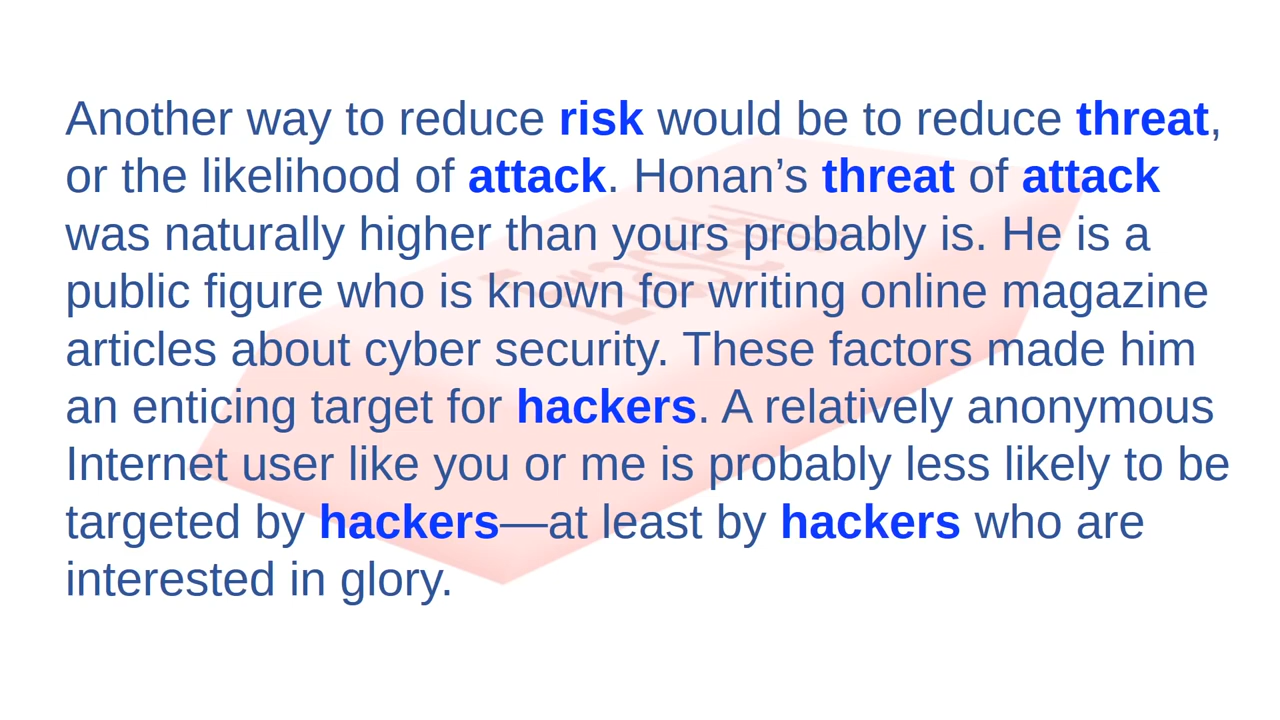 Another way to reduce risk would be to reduce threat,
or the likelihood of attack. Honan’s threat of attack
was naturally higher than yours probably is. He is a
public figure who is known for writing online magazine
articles about cyber security. These factors made him
an enticing target for hackers. A relatively anonymous
Internet user like you or me is probably less likely to be
targeted by hackers—at least by hackers who are
interested in glory.